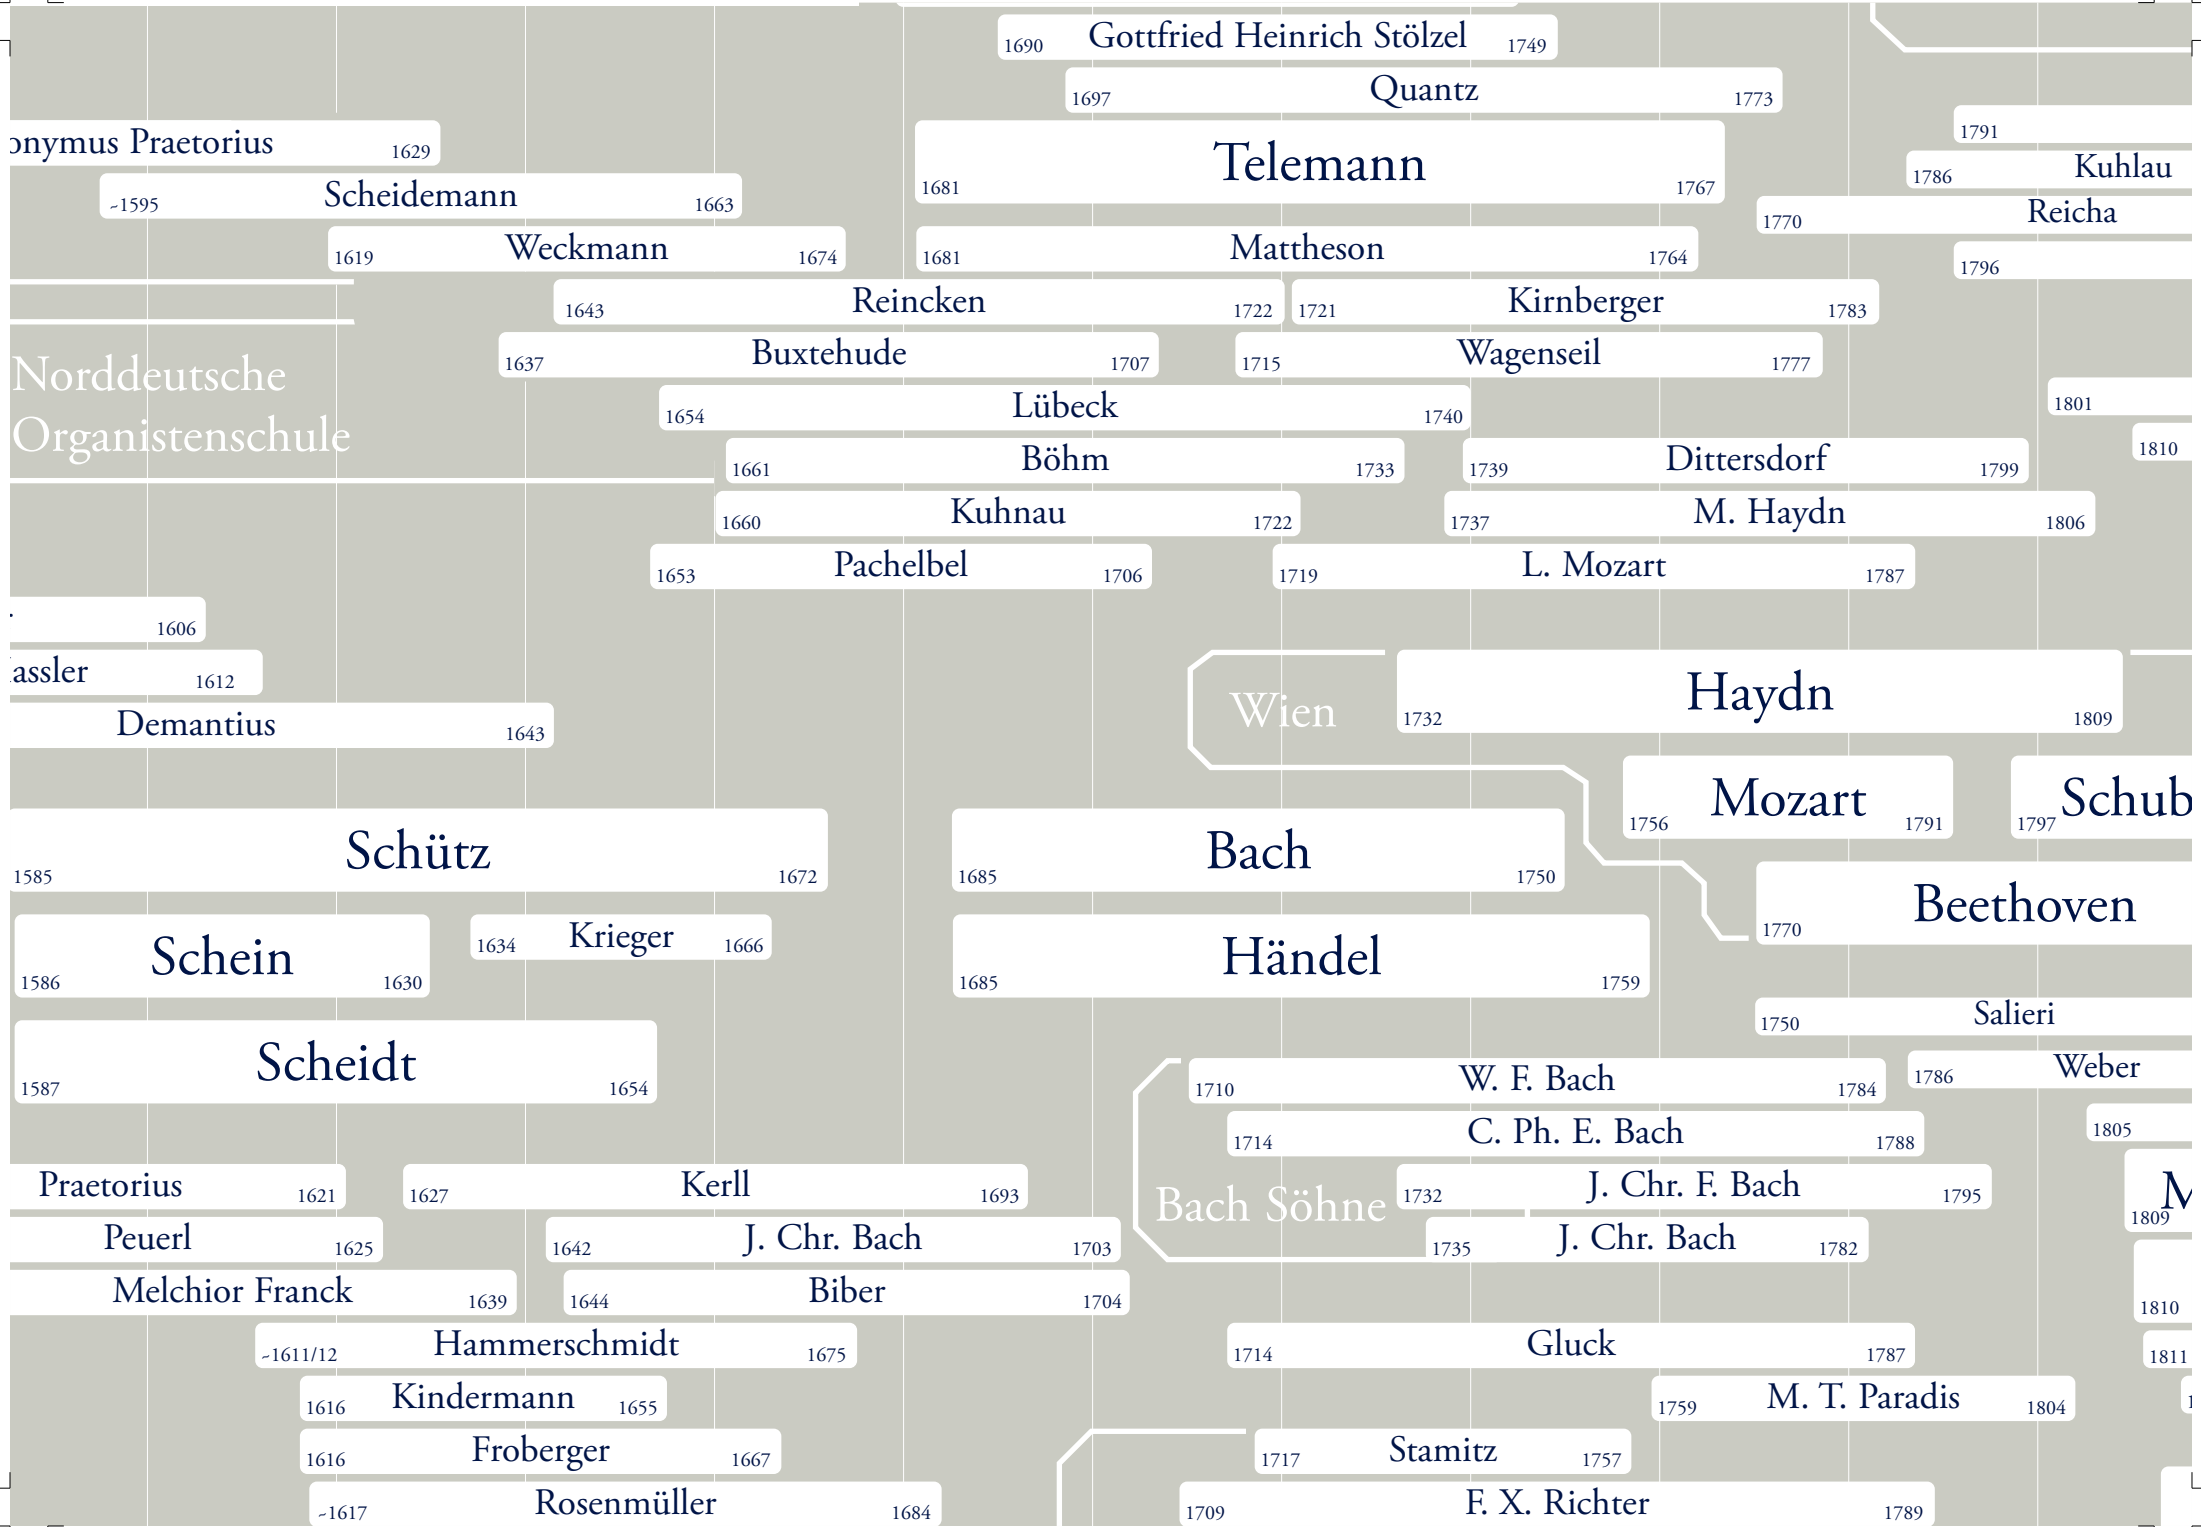 1690 Gottfried Heinrich Stölzel 1749
1697 Quantz 1773
1791
onymus Praetorius 1629
1681 Telemann 1767
1786 Kuhlau
~1595 Scheidemann 1663
1770 Reicha
1619 Weckmann 1674
1681 Mattheson 1764
1796
1643 Reincken 1722
1721 Kirnberger 1783
1637 Buxtehude 1707
1715 Wagenseil 1777
Norddeutsche
Organistenschule
1654 Lübeck 1740
1801
1810
1661 Böhm 1733
1739 Dittersdorf 1799
1660 Kuhnau 1722
1737 M. Haydn 1806
1653 Pachelbel 1706
1719 L. Mozart 1787
1606
assler 1612
Wien
1732 Haydn 1809
Demantius 1643
1756 Mozart 1791
1797 Schub
1585 Schütz 1672
1685 Bach 1750
1770 Beethoven
1586 Schein 1630
1634 Krieger 1666
1685 Händel 1759
1750 Salieri
1587 Scheidt 1654
1710 W. F. Bach 1784
1786 Weber
1714 C. Ph. E. Bach 1788
1805
Praetorius 1621
1627 Kerll 1693
Bach Söhne
1732 J. Chr. F. Bach 1795
1809 M
Peuerl 1625
1642 J. Chr. Bach 1703
1735 J. Chr. Bach 1782
Melchior Franck 1639
1644 Biber 1704
1810
~1611/12 Hammerschmidt 1675
1714 Gluck 1787
1811
1616 Kindermann 1655
1759 M. T. Paradis 1804
1616 Froberger 1667
1717 Stamitz 1757
~1617 Rosenmüller 1684
1709 F. X. Richter 1789